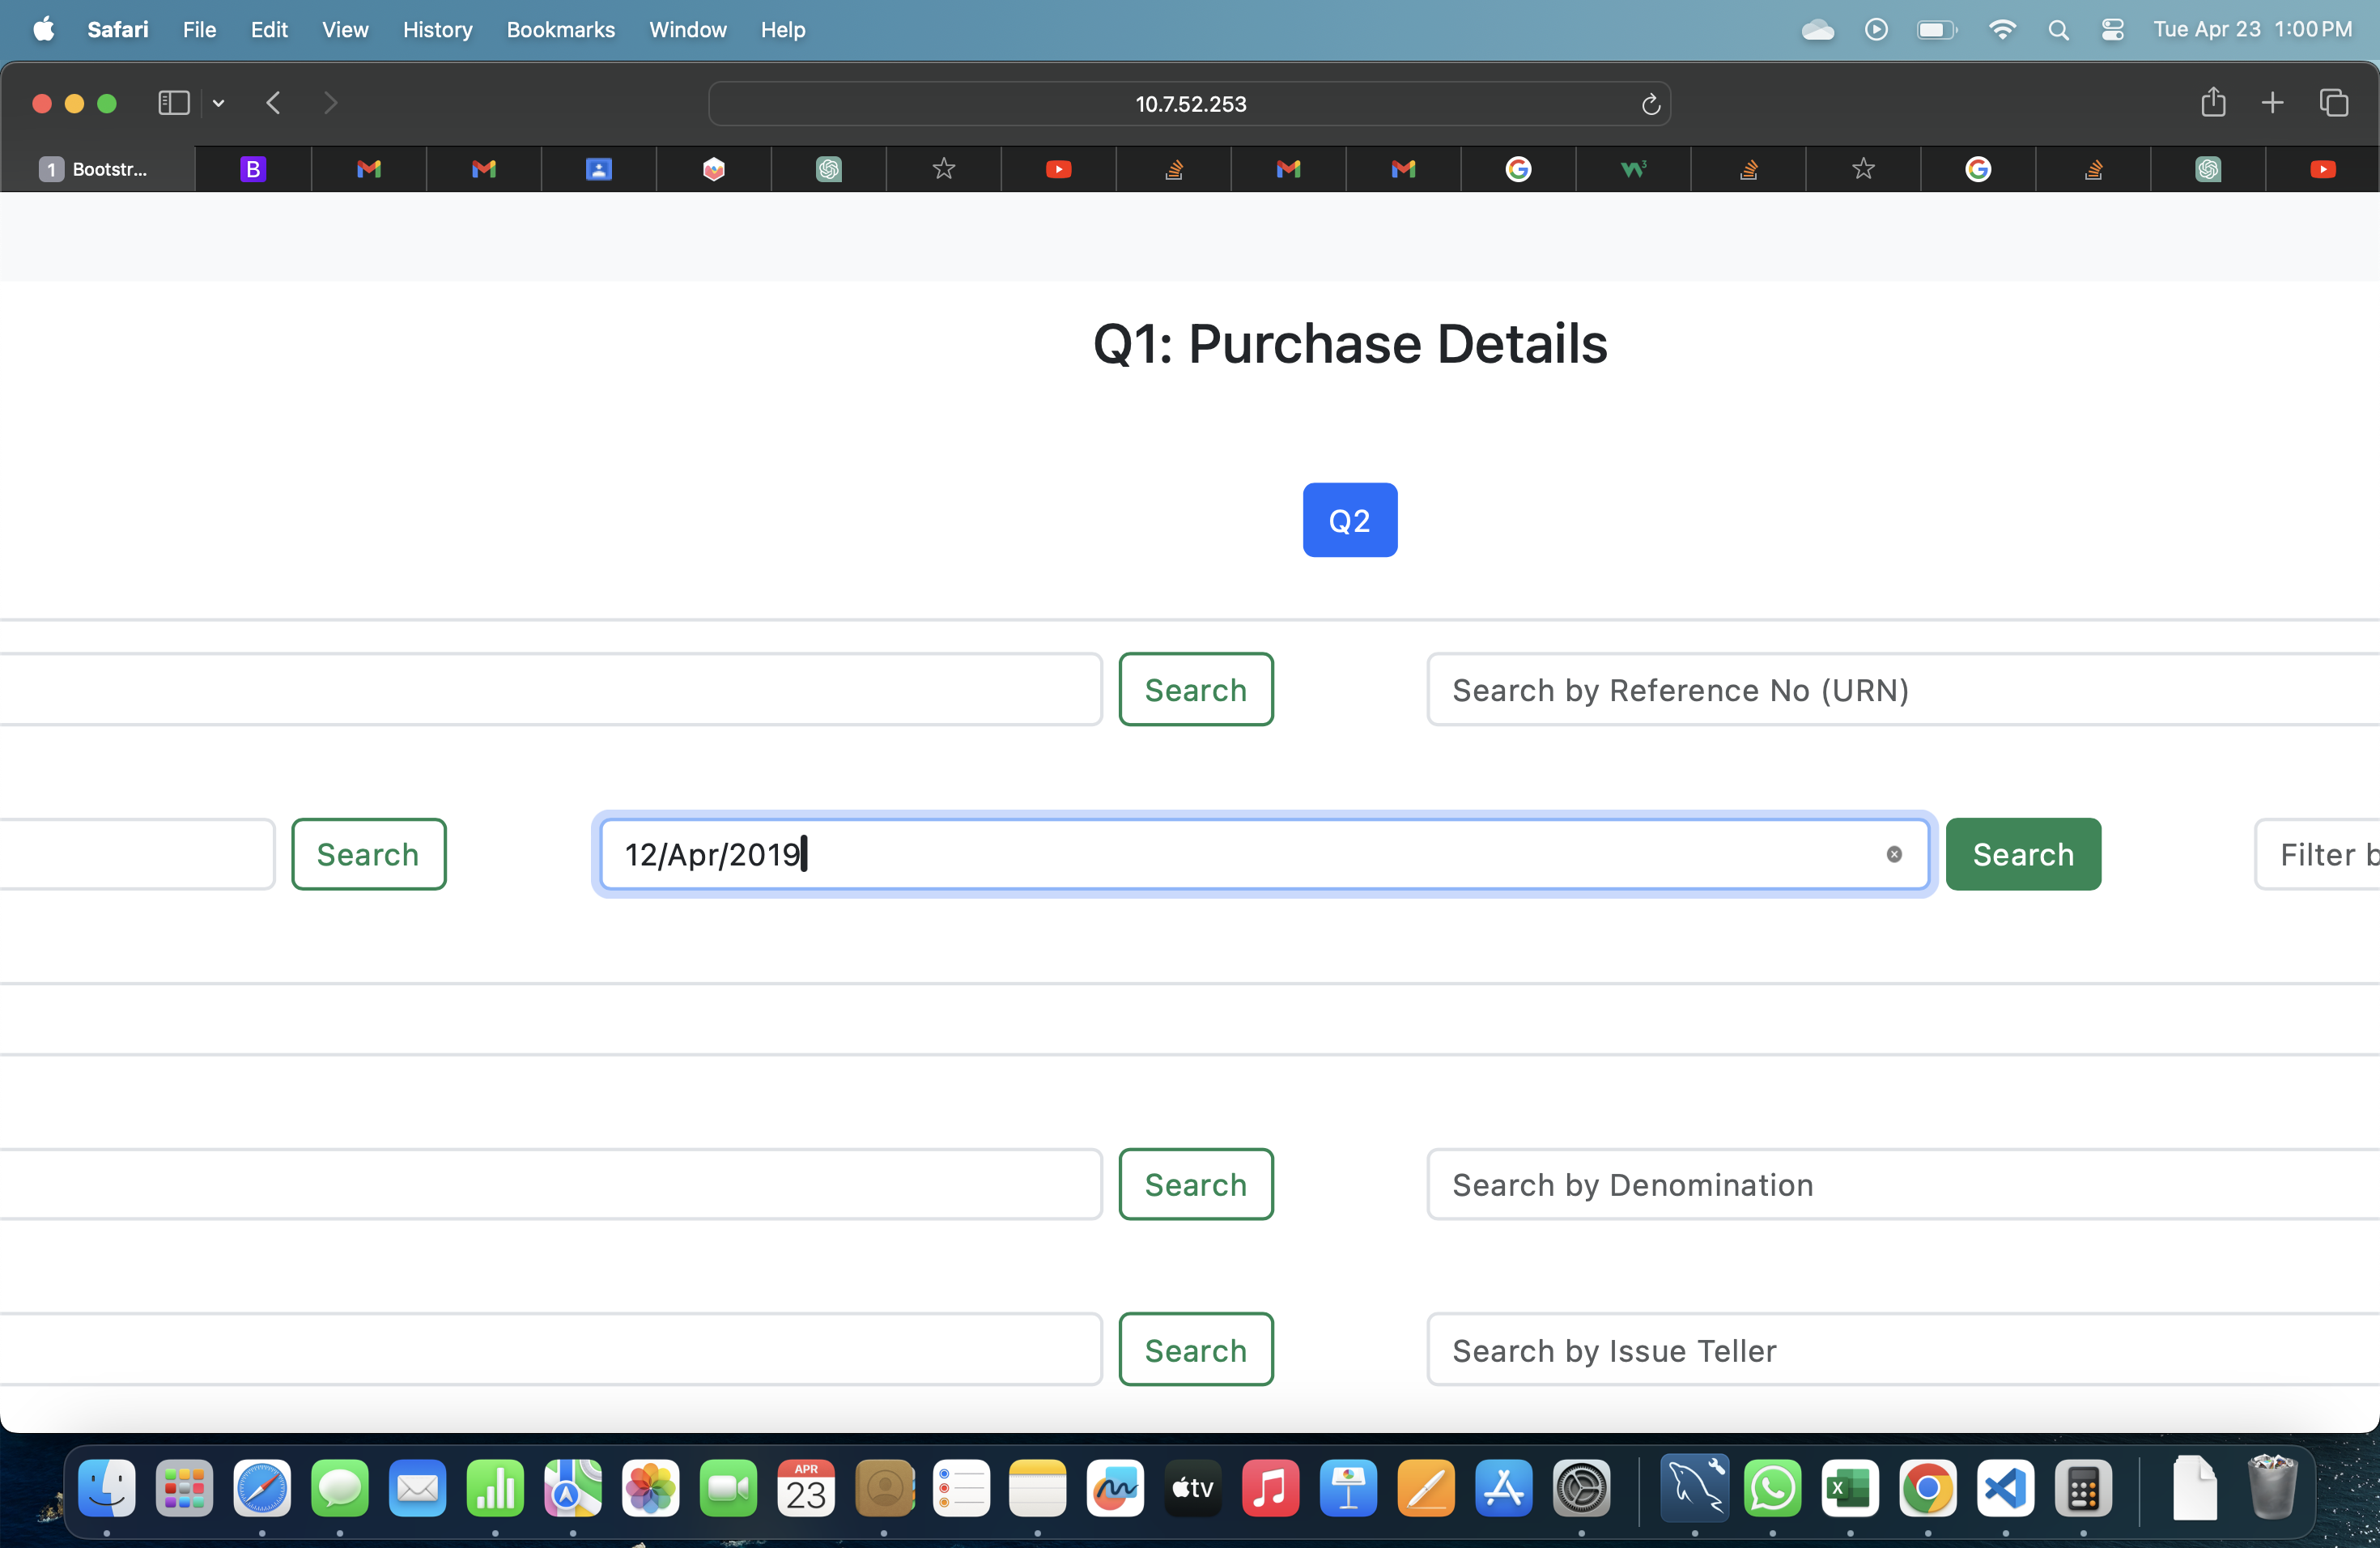 Safari File Edit View History Bookmarks Window Help Tue Apr 23 1:00 PM
10.7.52.253
1 Bootstr...
Q1: Purchase Details
Q2
Search Search by Reference No (URN)
Search 12/Apr/2019 Search Filter b
Search Search by Denomination
Search Search by Issue Teller
APR
23
tv